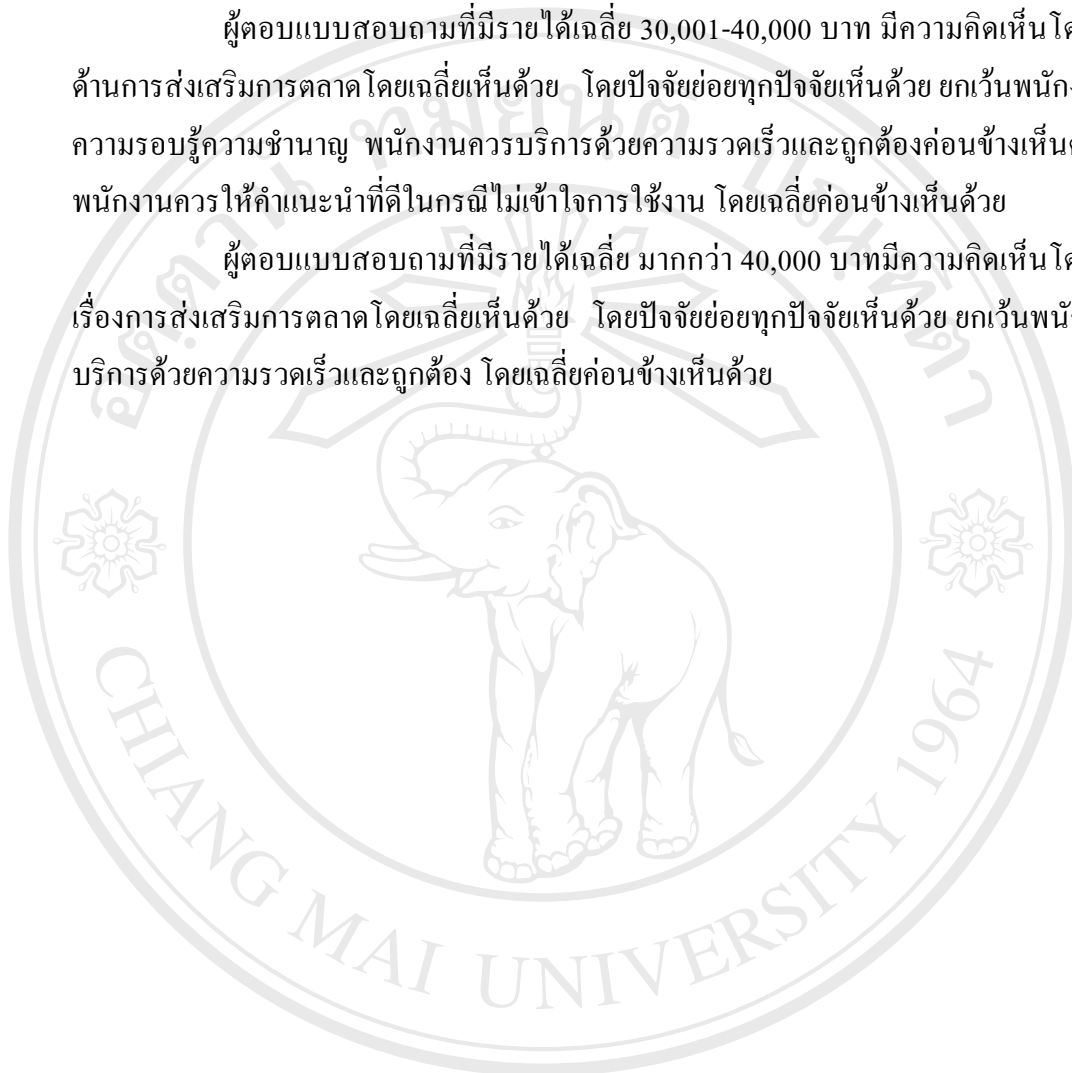 ผู้ตอบแบบสอบถามที่มีรายได้เฉลี่ย 30,001-40,000 บาท มีความคิดเห็น
ด้านการส่งเสริมการตลาดโดยเฉลี่ยเห็นด้วย โดยปัจจัยย่อยทุกปัจจัยเห็นด้วย ยกเว้น
ความรอบรู้ความชำนาญ พนักงานควรบริการด้วยความรวดเร็วและถูกต้องค่อนข้าง
พนักงานควรให้คำแนะนำที่ดีในกรณีไม่เข้าใจการใช้งาน โดยเฉลี่ยค่อนข้างเห็นด้วย
ผู้ตอบแบบสอบถามที่มีรายได้เฉลี่ย มากกว่า 40,000 บาทมีความคิดเห็น
เรื่องการส่งเสริมการตลาดโดยเฉลี่ยเห็นด้วย โดยปัจจัยย่อยทุกปัจจัยเห็นด้วย ยกเว้น
บริการด้วยความรวดเร็วและถูกต้อง โดยเฉลี่ยค่อนข้างเห็นด้วย
อตฺตานํ ทมยนฺติ ปณฺฑิตา
CHIANG MAI UNIVERSITY 1964